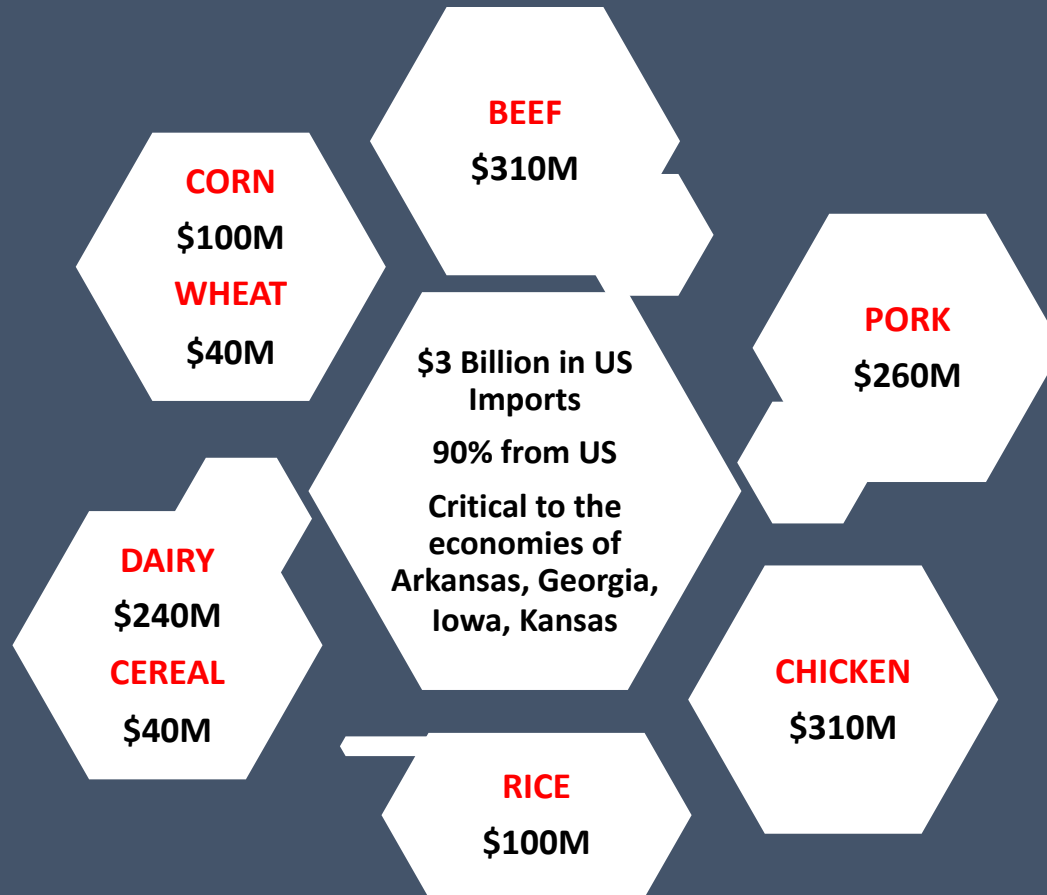 BEEF
$310M
CORN
$100M
WHEAT
$40M
PORK
$260M
$3 Billion in US
Imports
90% from US
Critical to the
economies of
Arkansas, Georgia,
Iowa, Kansas
DAIRY
$240M
CEREAL
$40M
CHICKEN
$310M
RICE
$100M